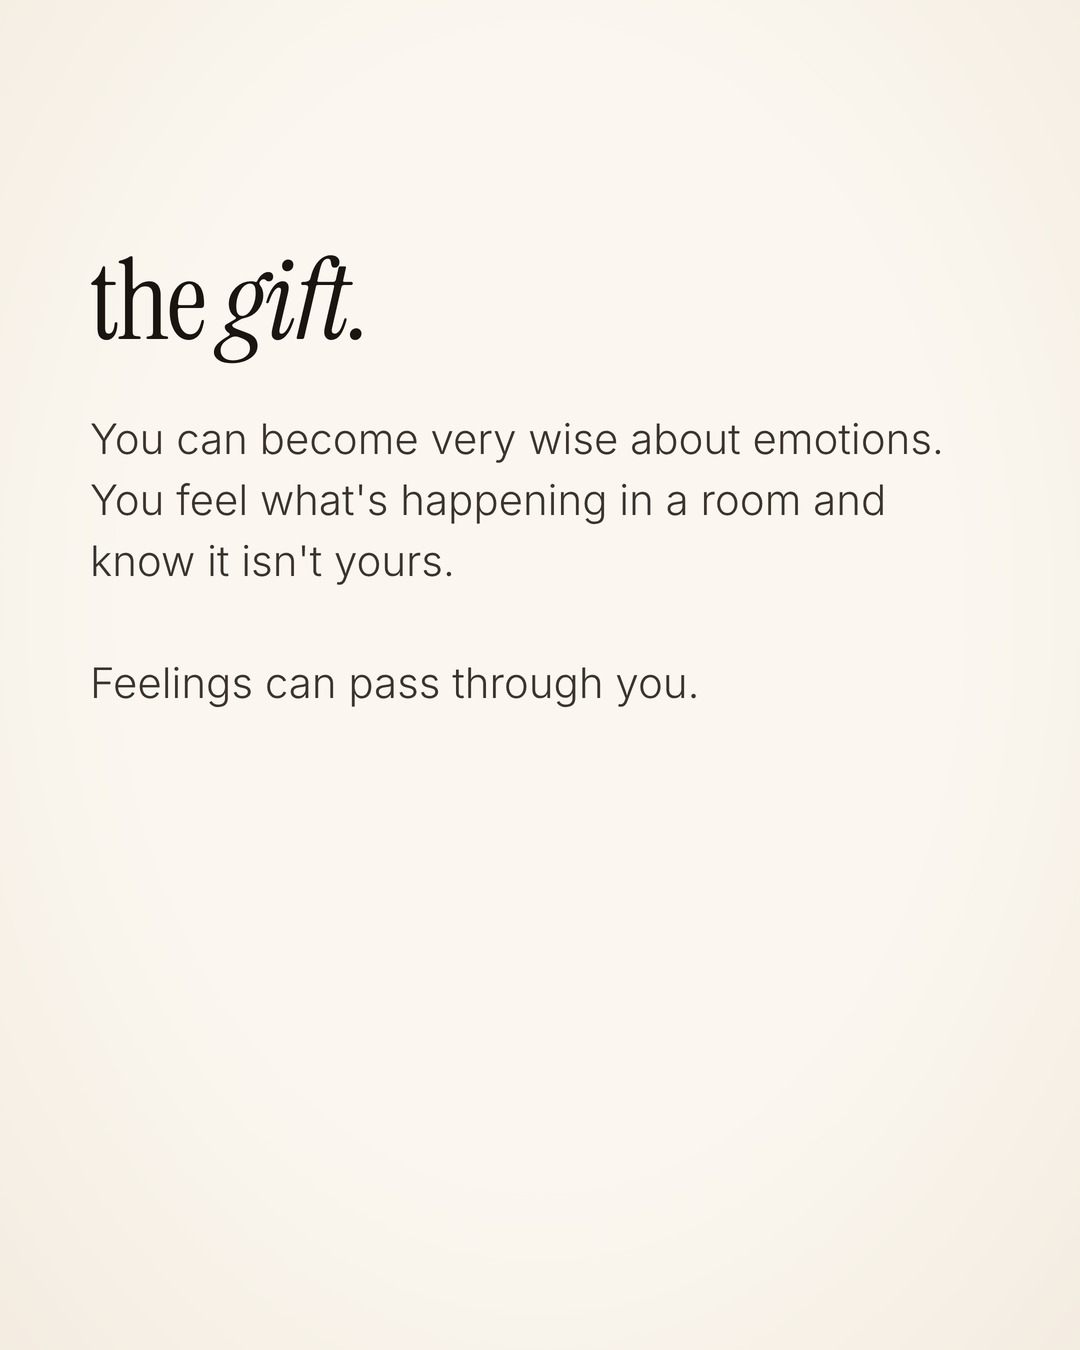 the gift.
You can become very wise about emotions.
You feel what's happening in a room and
know it isn't yours.
Feelings can pass through you.